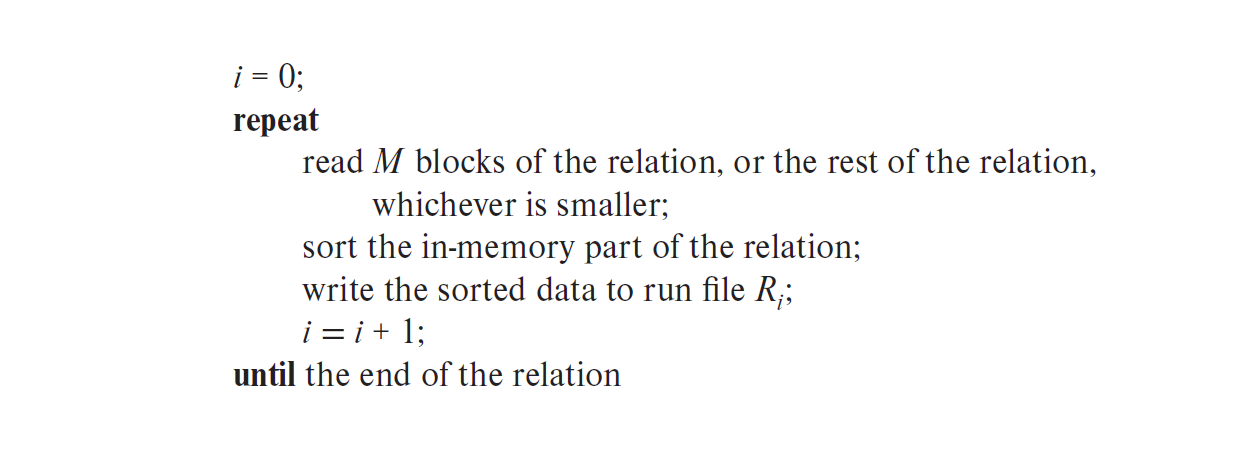 i = 0;
repeat
read M blocks of the relation, or the rest of the relation,
whichever is smaller;
sort the in-memory part of the relation;
write the sorted data to run file Rᵢ;
i = i + 1;
until the end of the relation